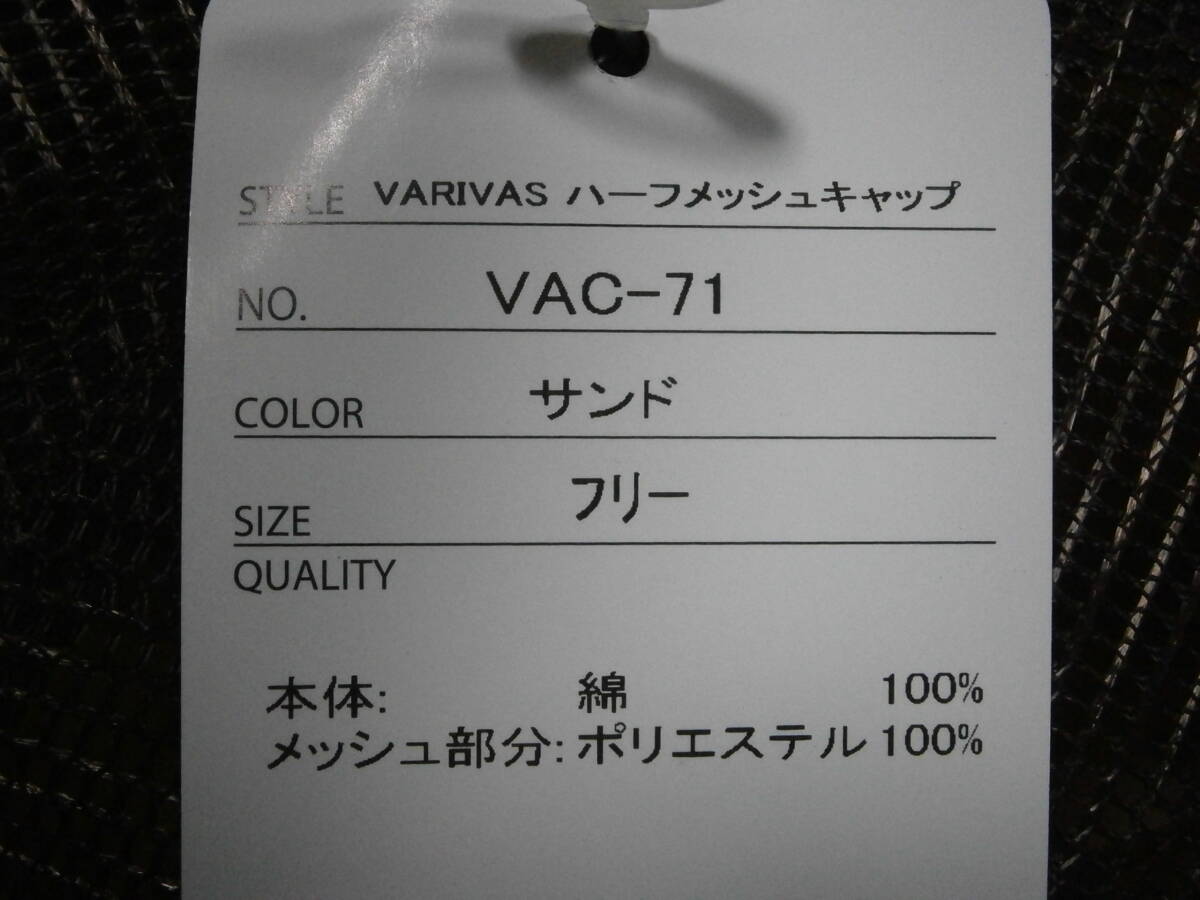 STYLE VARIVAS ハーフメッシュキャップ
NO. VAC-71
COLOR サンド
SIZE フリー
QUALITY
本体: 綿 100%
メッシュ部分: ポリエステル 100%